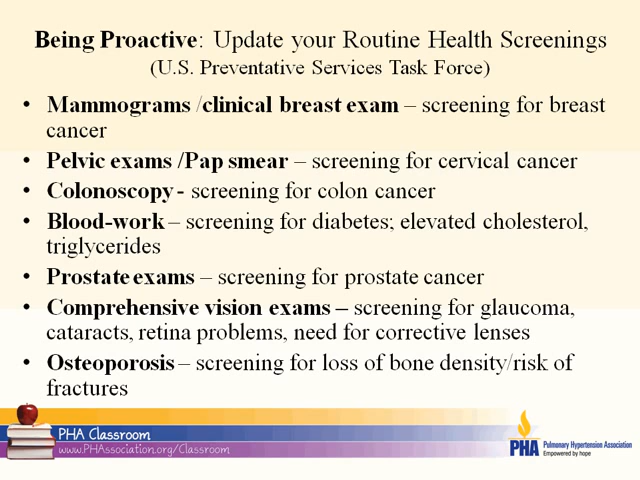 Being Proactive: Update your Routine Health Screenings
(U.S. Preventative Services Task Force)
• Mammograms /clinical breast exam – screening for breast
cancer
• Pelvic exams /Pap smear – screening for cervical cancer
• Colonoscopy - screening for colon cancer
• Blood-work – screening for diabetes; elevated cholesterol,
triglycerides
• Prostate exams – screening for prostate cancer
• Comprehensive vision exams – screening for glaucoma,
cataracts, retina problems, need for corrective lenses
• Osteoporosis – screening for loss of bone density/risk of
fractures
PHA Classroom
www.PHAssociation.org/Classroom
PHA
Pulmonary Hypertension Association
Empowered by hope